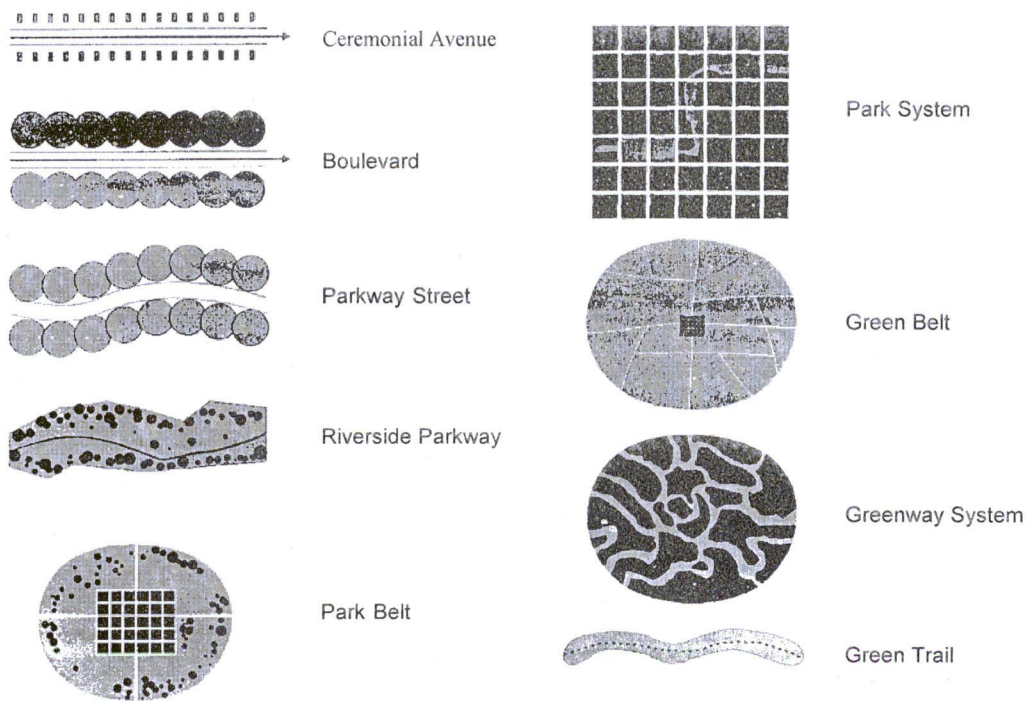 Ceremonial Avenue
Boulevard
Parkway Street
Riverside Parkway
Park Belt
Park System
Green Belt
Greenway System
Green Trail